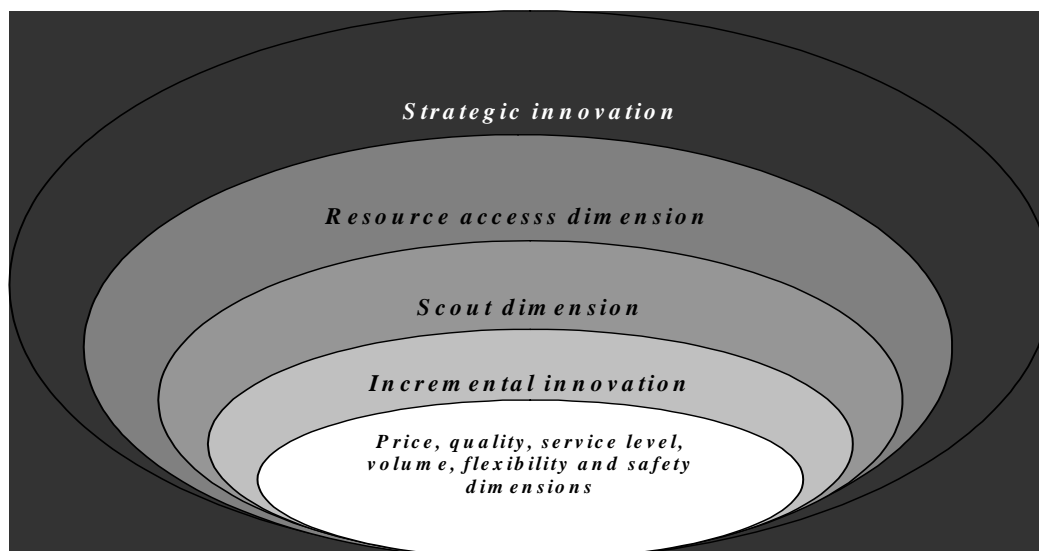 Strategic innovation
Resource accesss dimension
Scout dimension
Incremental innovation
Price, quality, service level,
volume, flexibility and safety
dimensions